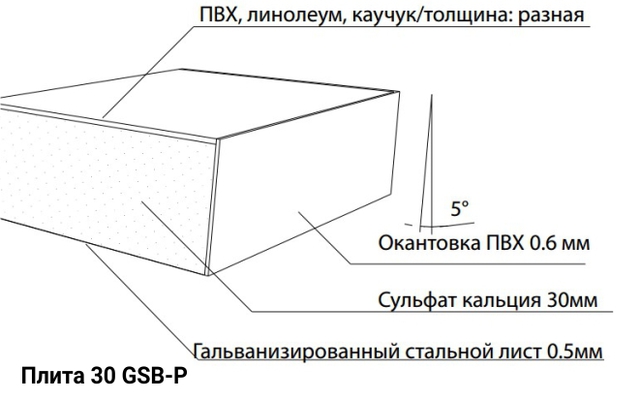 ПВХ, линолеум, каучук/толщина: разная
5°
Окантовка ПВХ 0.6 мм
Сульфат кальция 30мм
Гальванизированный стальной лист 0.5мм
Плита 30 GSB-P